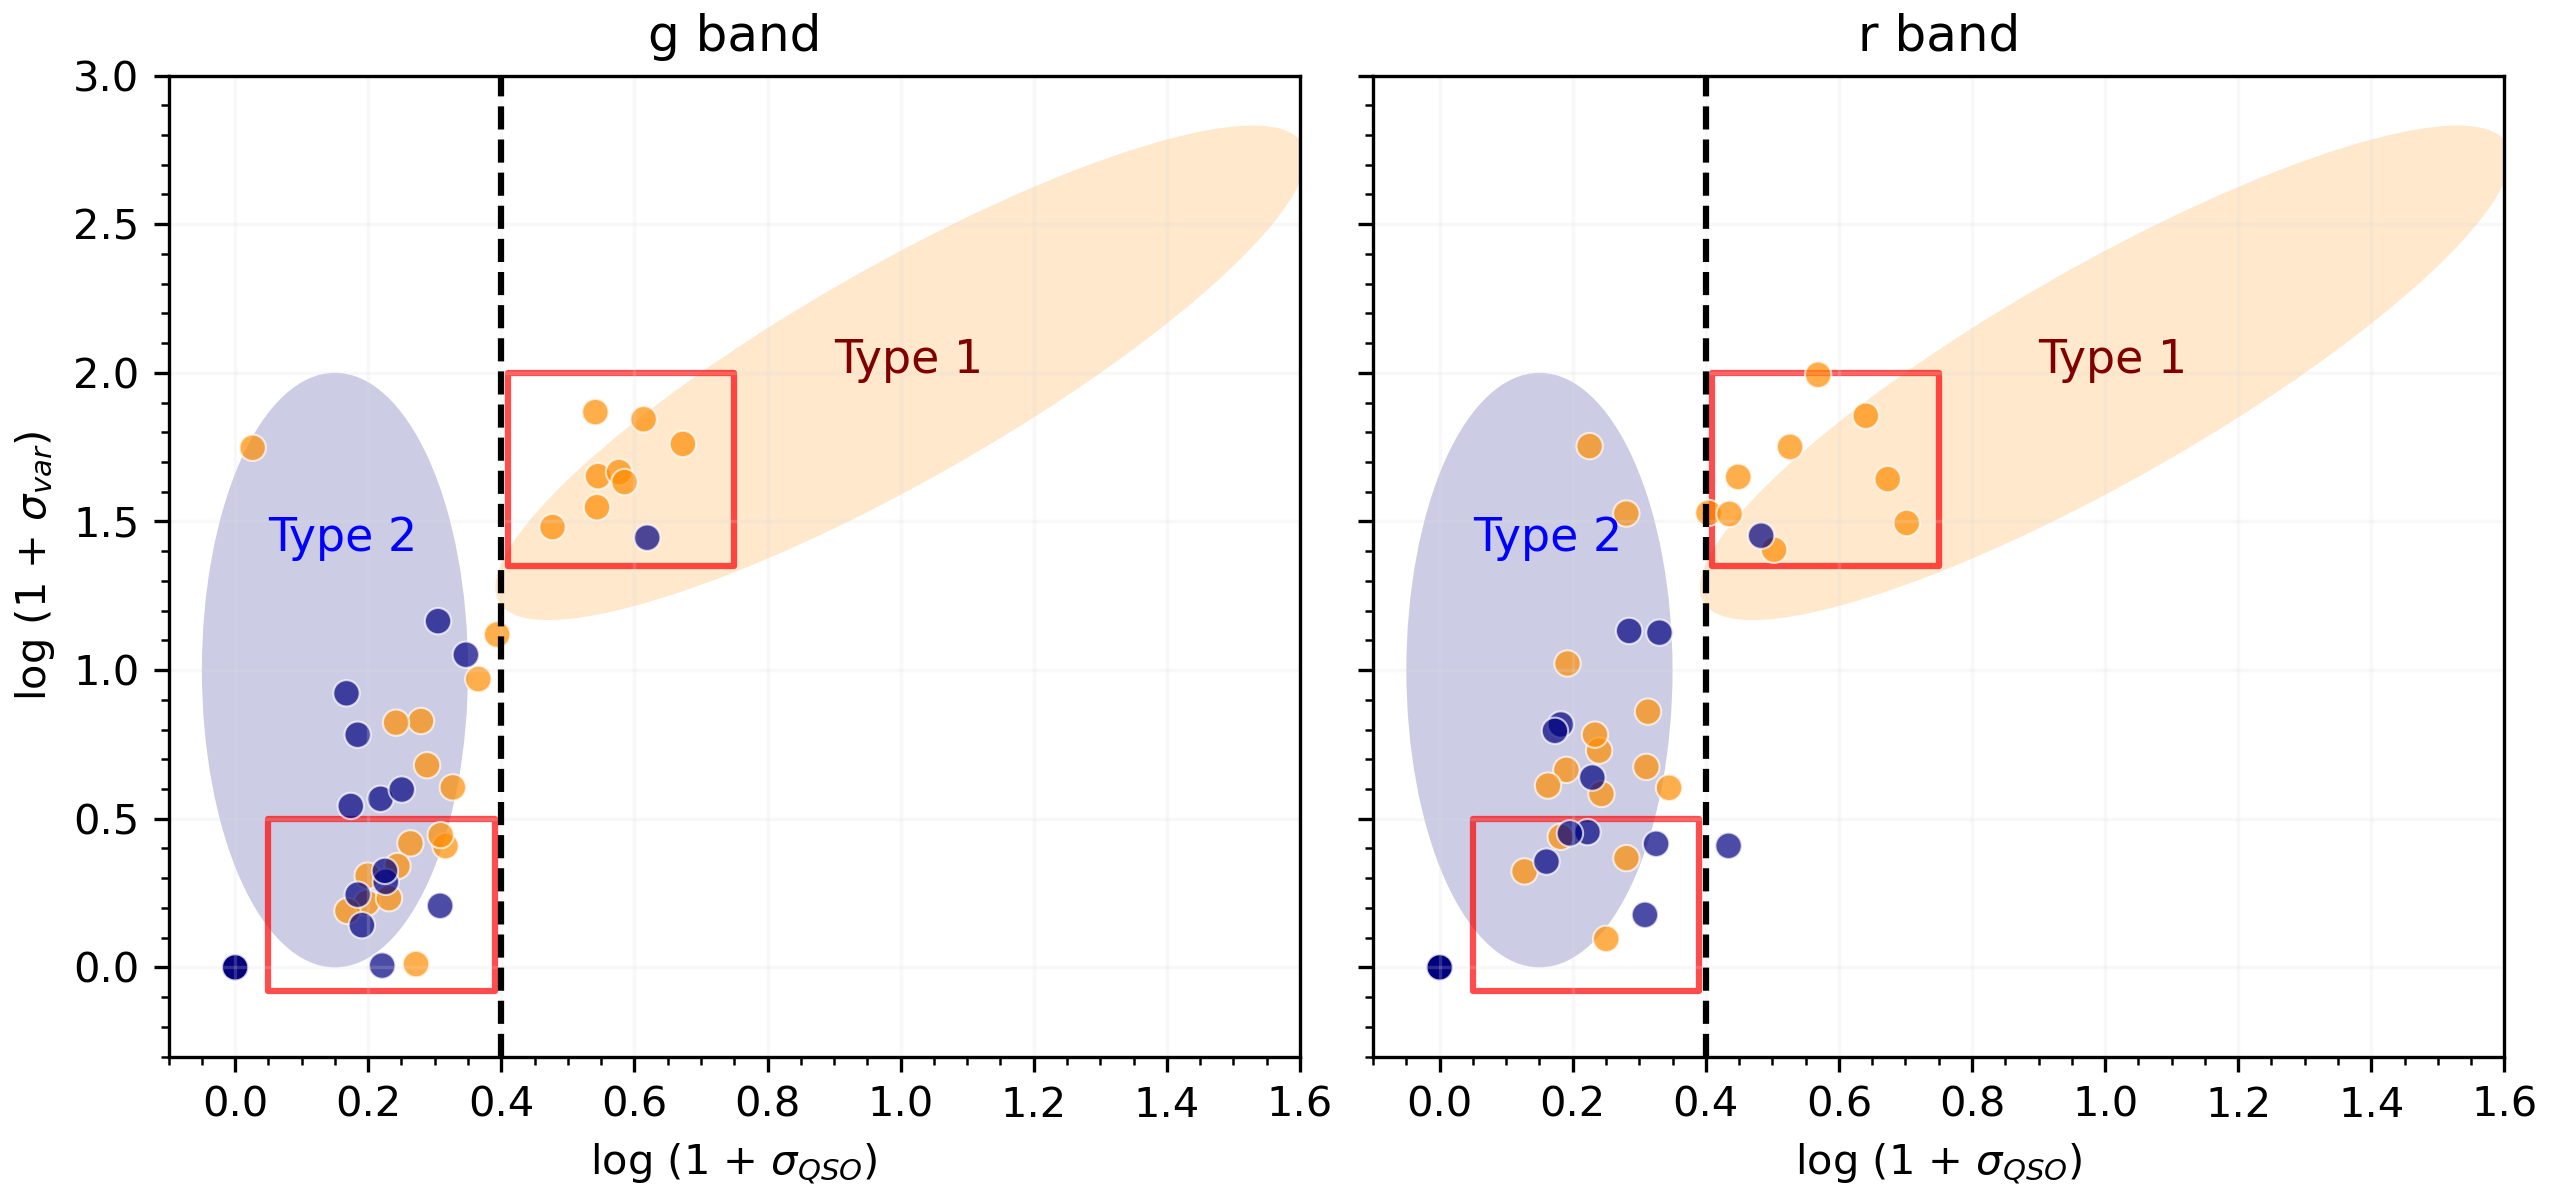 g band
r band
3.0
2.5
2.0
1.5
1.0
0.5
0.0
log (1 + σvar)
Type 1
Type 2
Type 1
Type 2
0.0 0.2 0.4 0.6 0.8 1.0 1.2 1.4 1.6
0.0 0.2 0.4 0.6 0.8 1.0 1.2 1.4 1.6
log (1 + σQSO)
log (1 + σQSO)